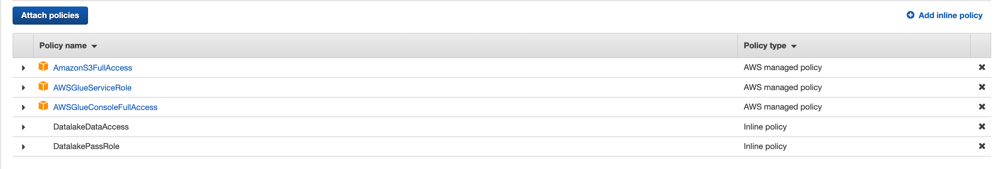 Attach policies
Add inline policy
Policy name
Policy type
AmazonS3FullAccess
AWS managed policy
AWSGlueServiceRole
AWS managed policy
AWSGlueConsoleFullAccess
AWS managed policy
DatalakeDataAccess
Inline policy
DatalakePassRole
Inline policy